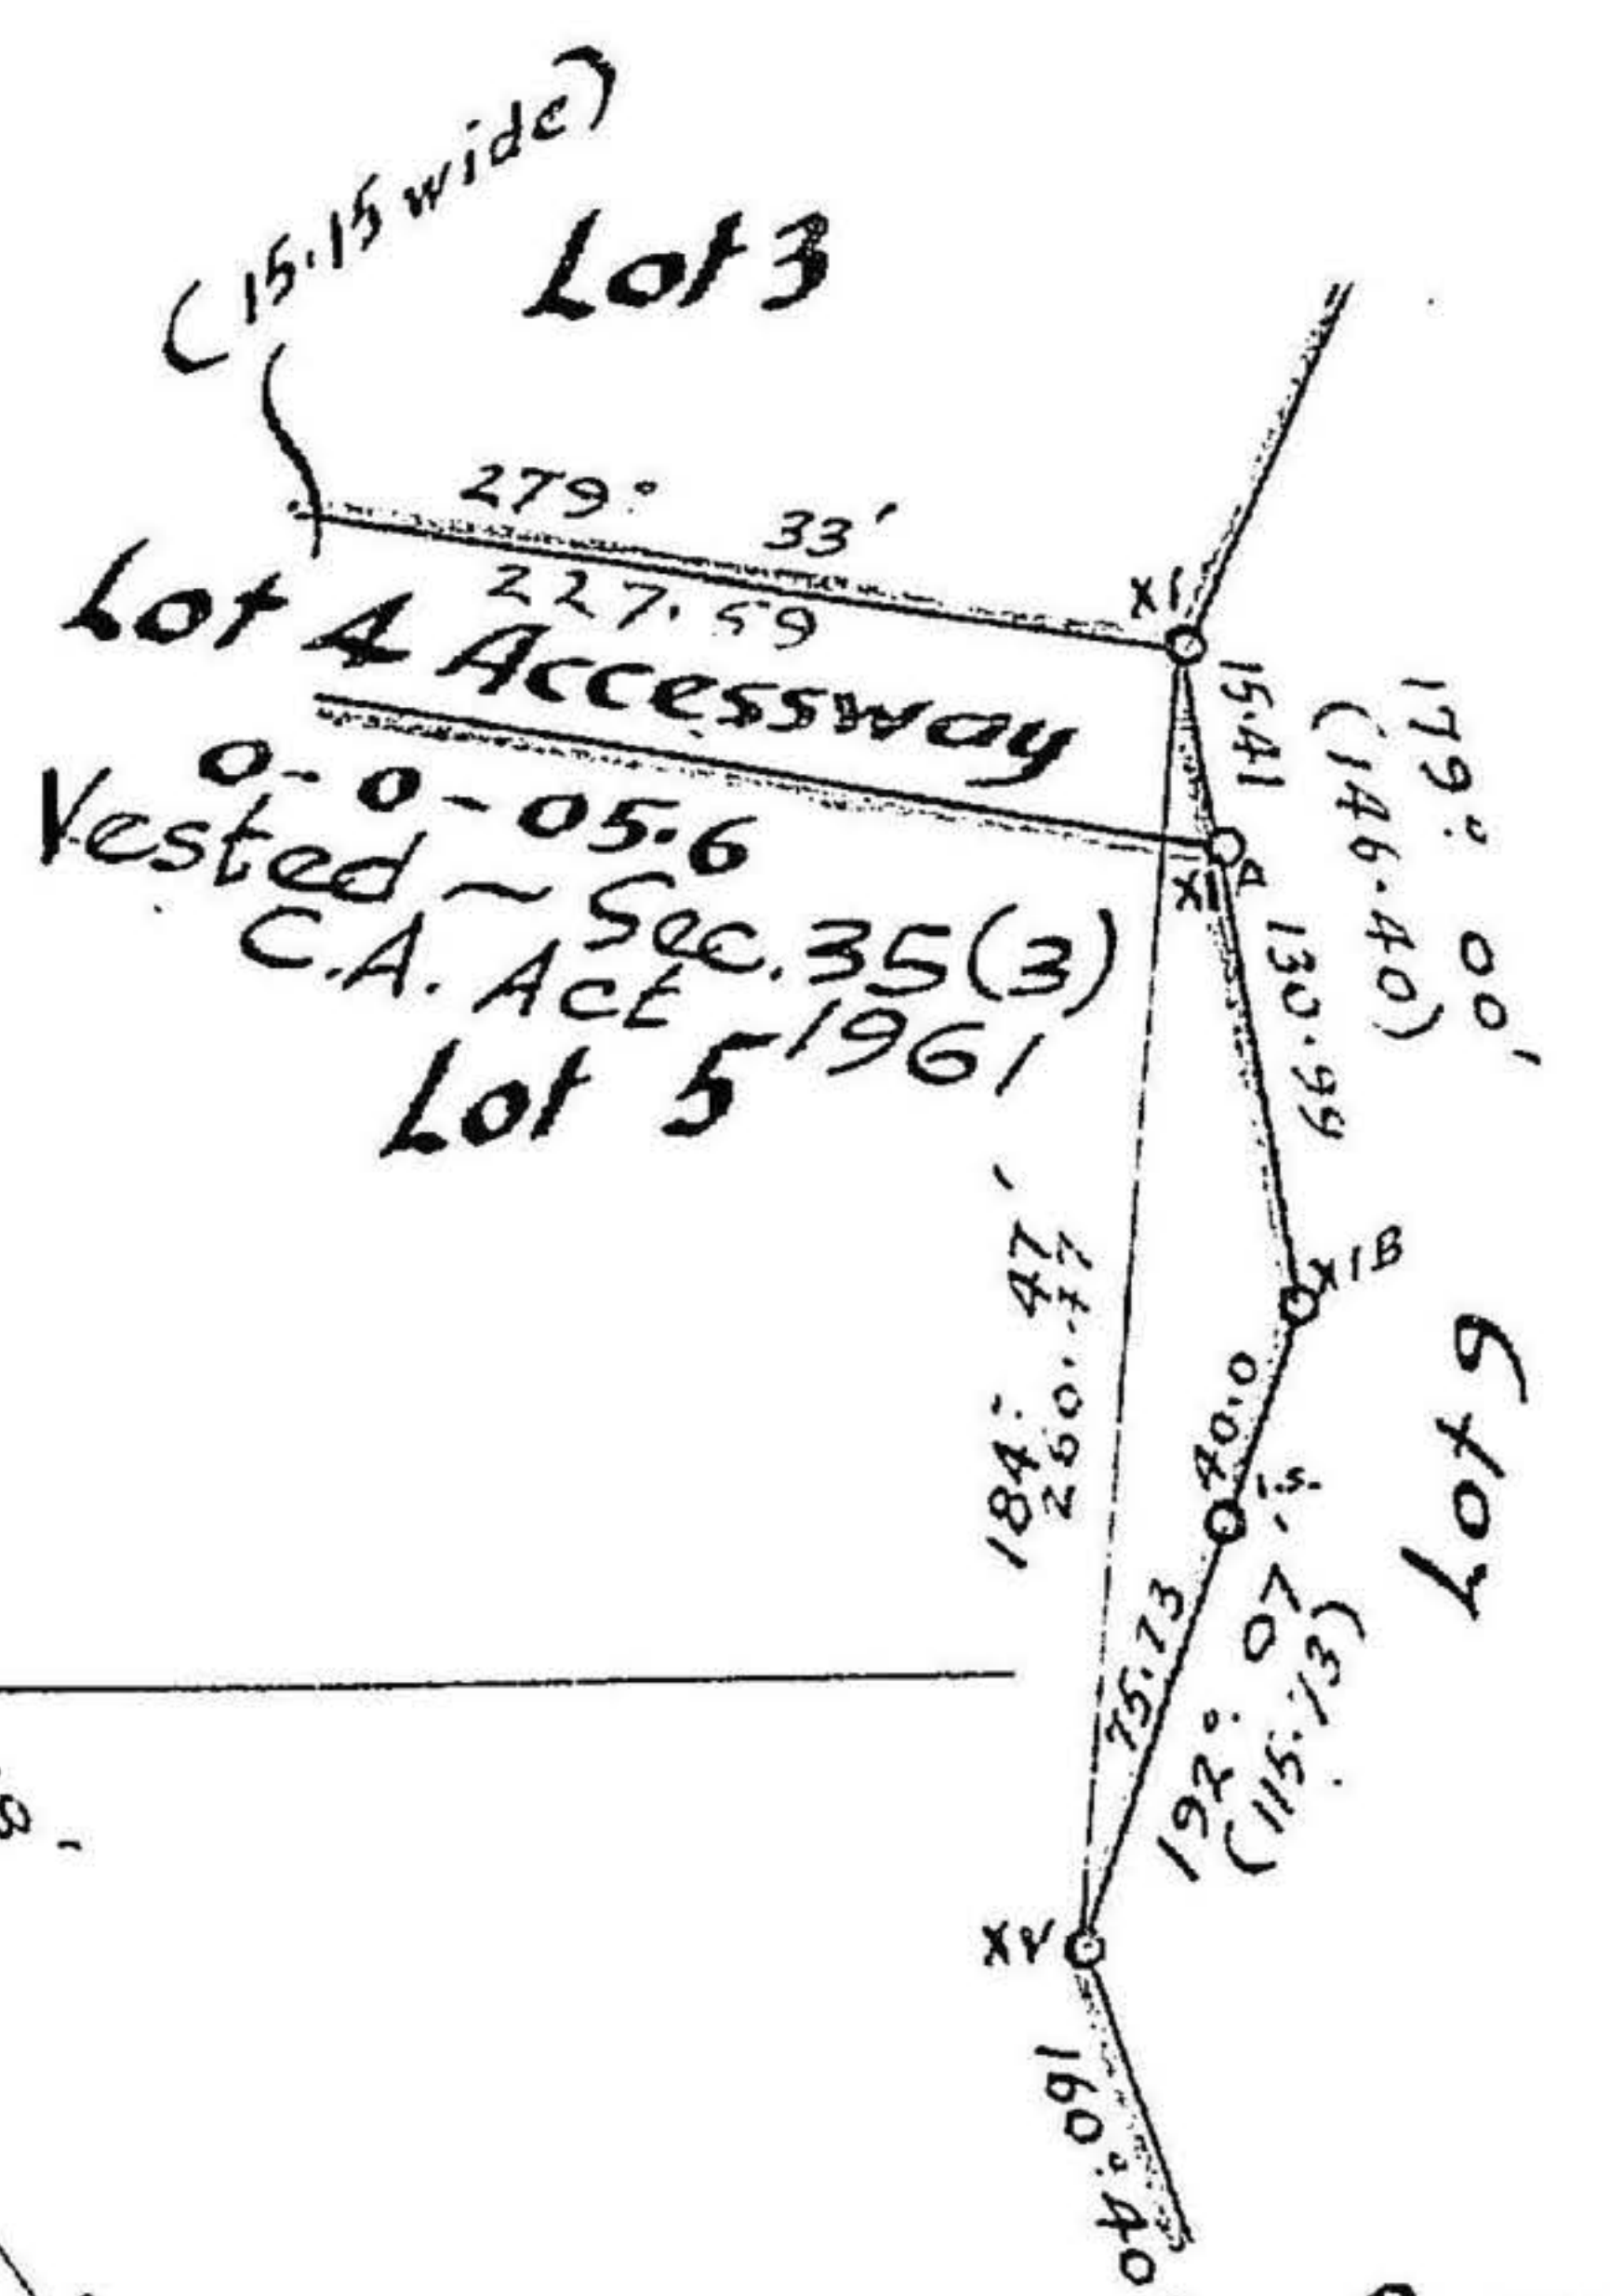 (15.15 wide)
Lot 3
279° 33'
227.59
XI
Lot 4 Accessway
0-0-05.6
Vested ~ Sec. 35(3)
C.A. Act 1961
Lot 5
15.41
179° 00'
(146.40)
130.99
X1B
184° 47'
260.77
40.0
I.S.
Lot 9
75.73
192° 07'
(115.73)
XV
160° 40